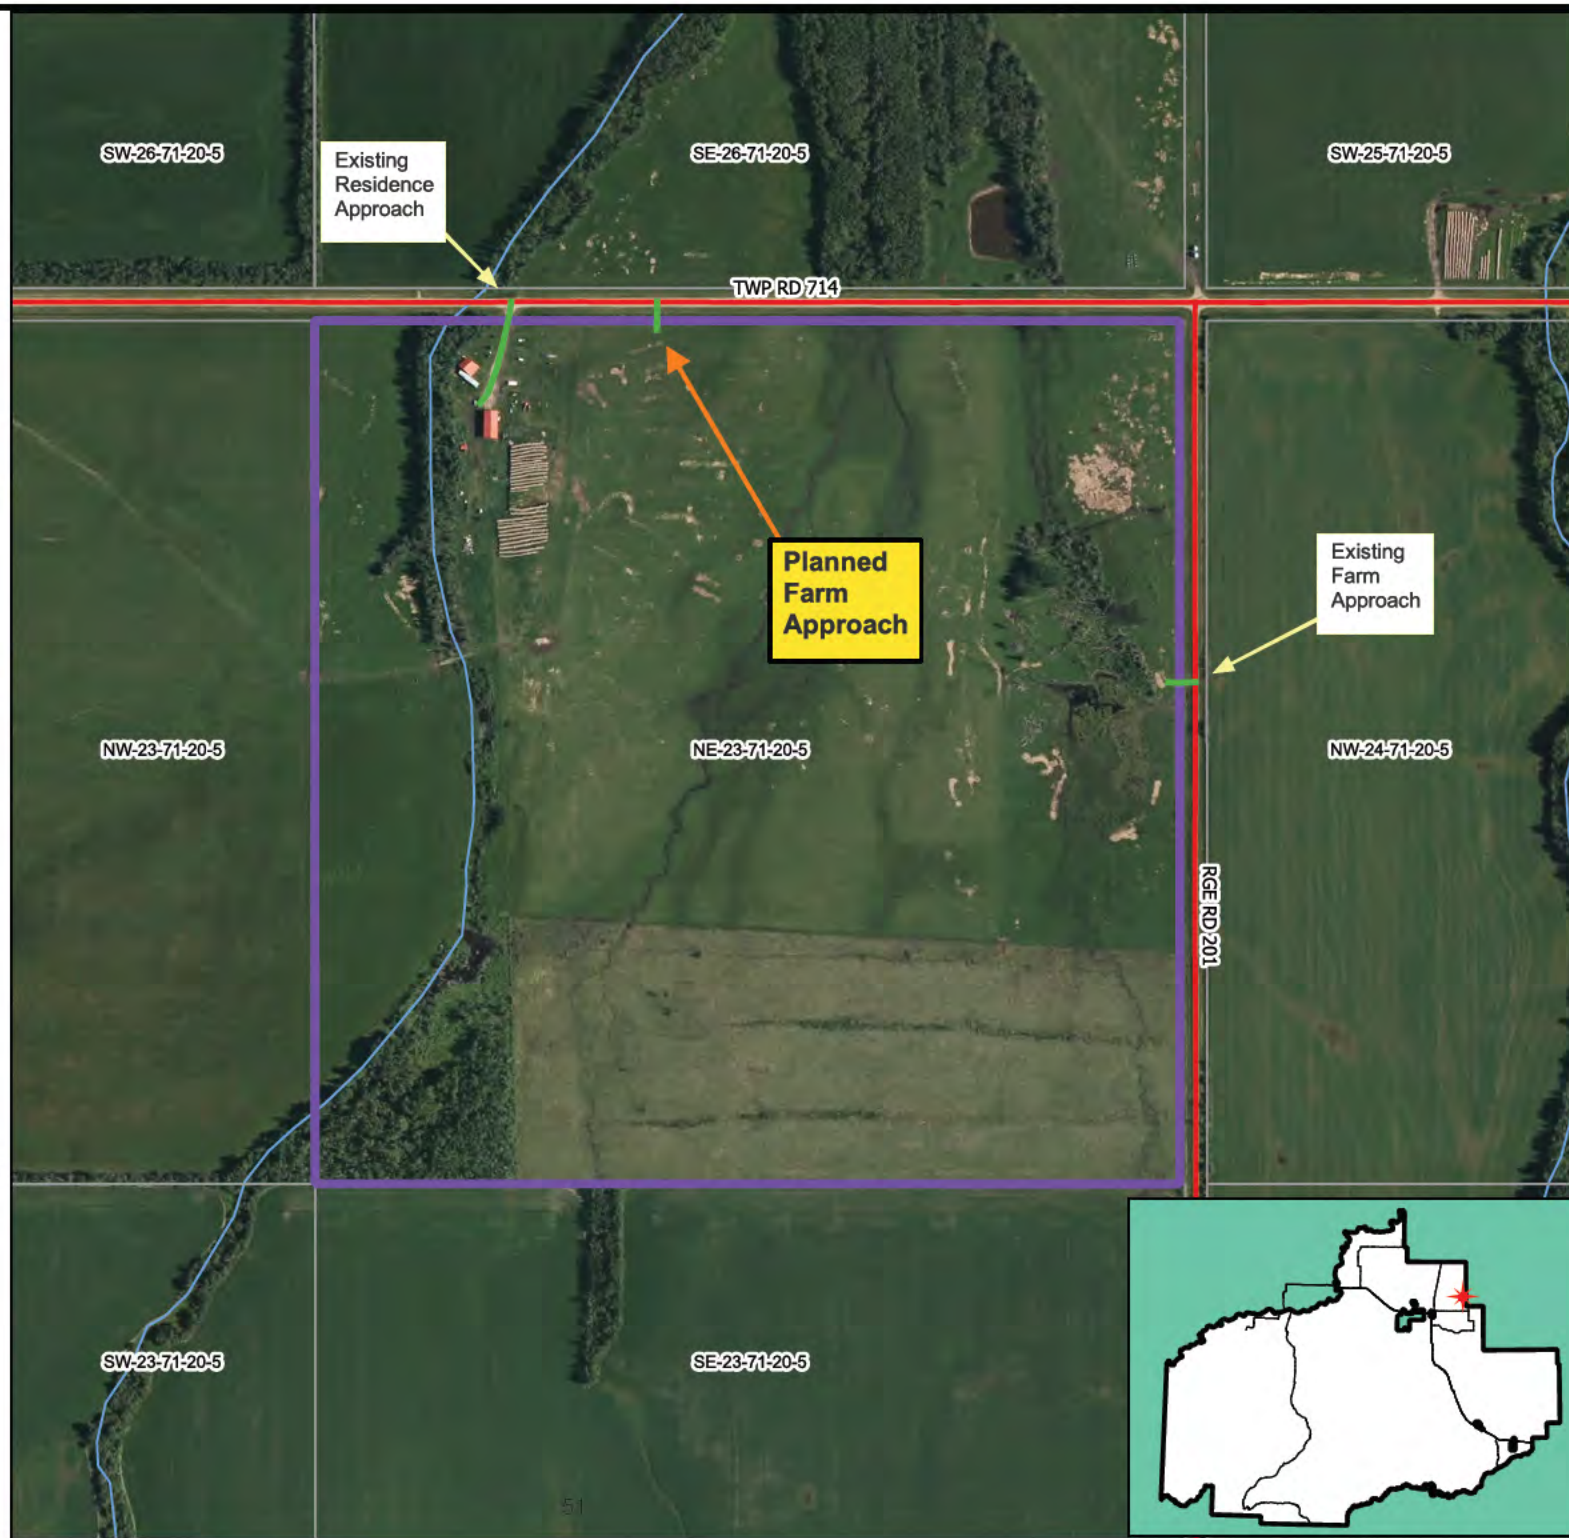 SW-26-71-20-5
Existing
Residence
Approach
SE-26-71-20-5
SW-25-71-20-5
TWP RD 714
Planned
Farm
Approach
Existing
Farm
Approach
NW-23-71-20-5
NE-23-71-20-5
NW-24-71-20-5
RGE RD 201
SW-23-71-20-5
SE-23-71-20-5
51